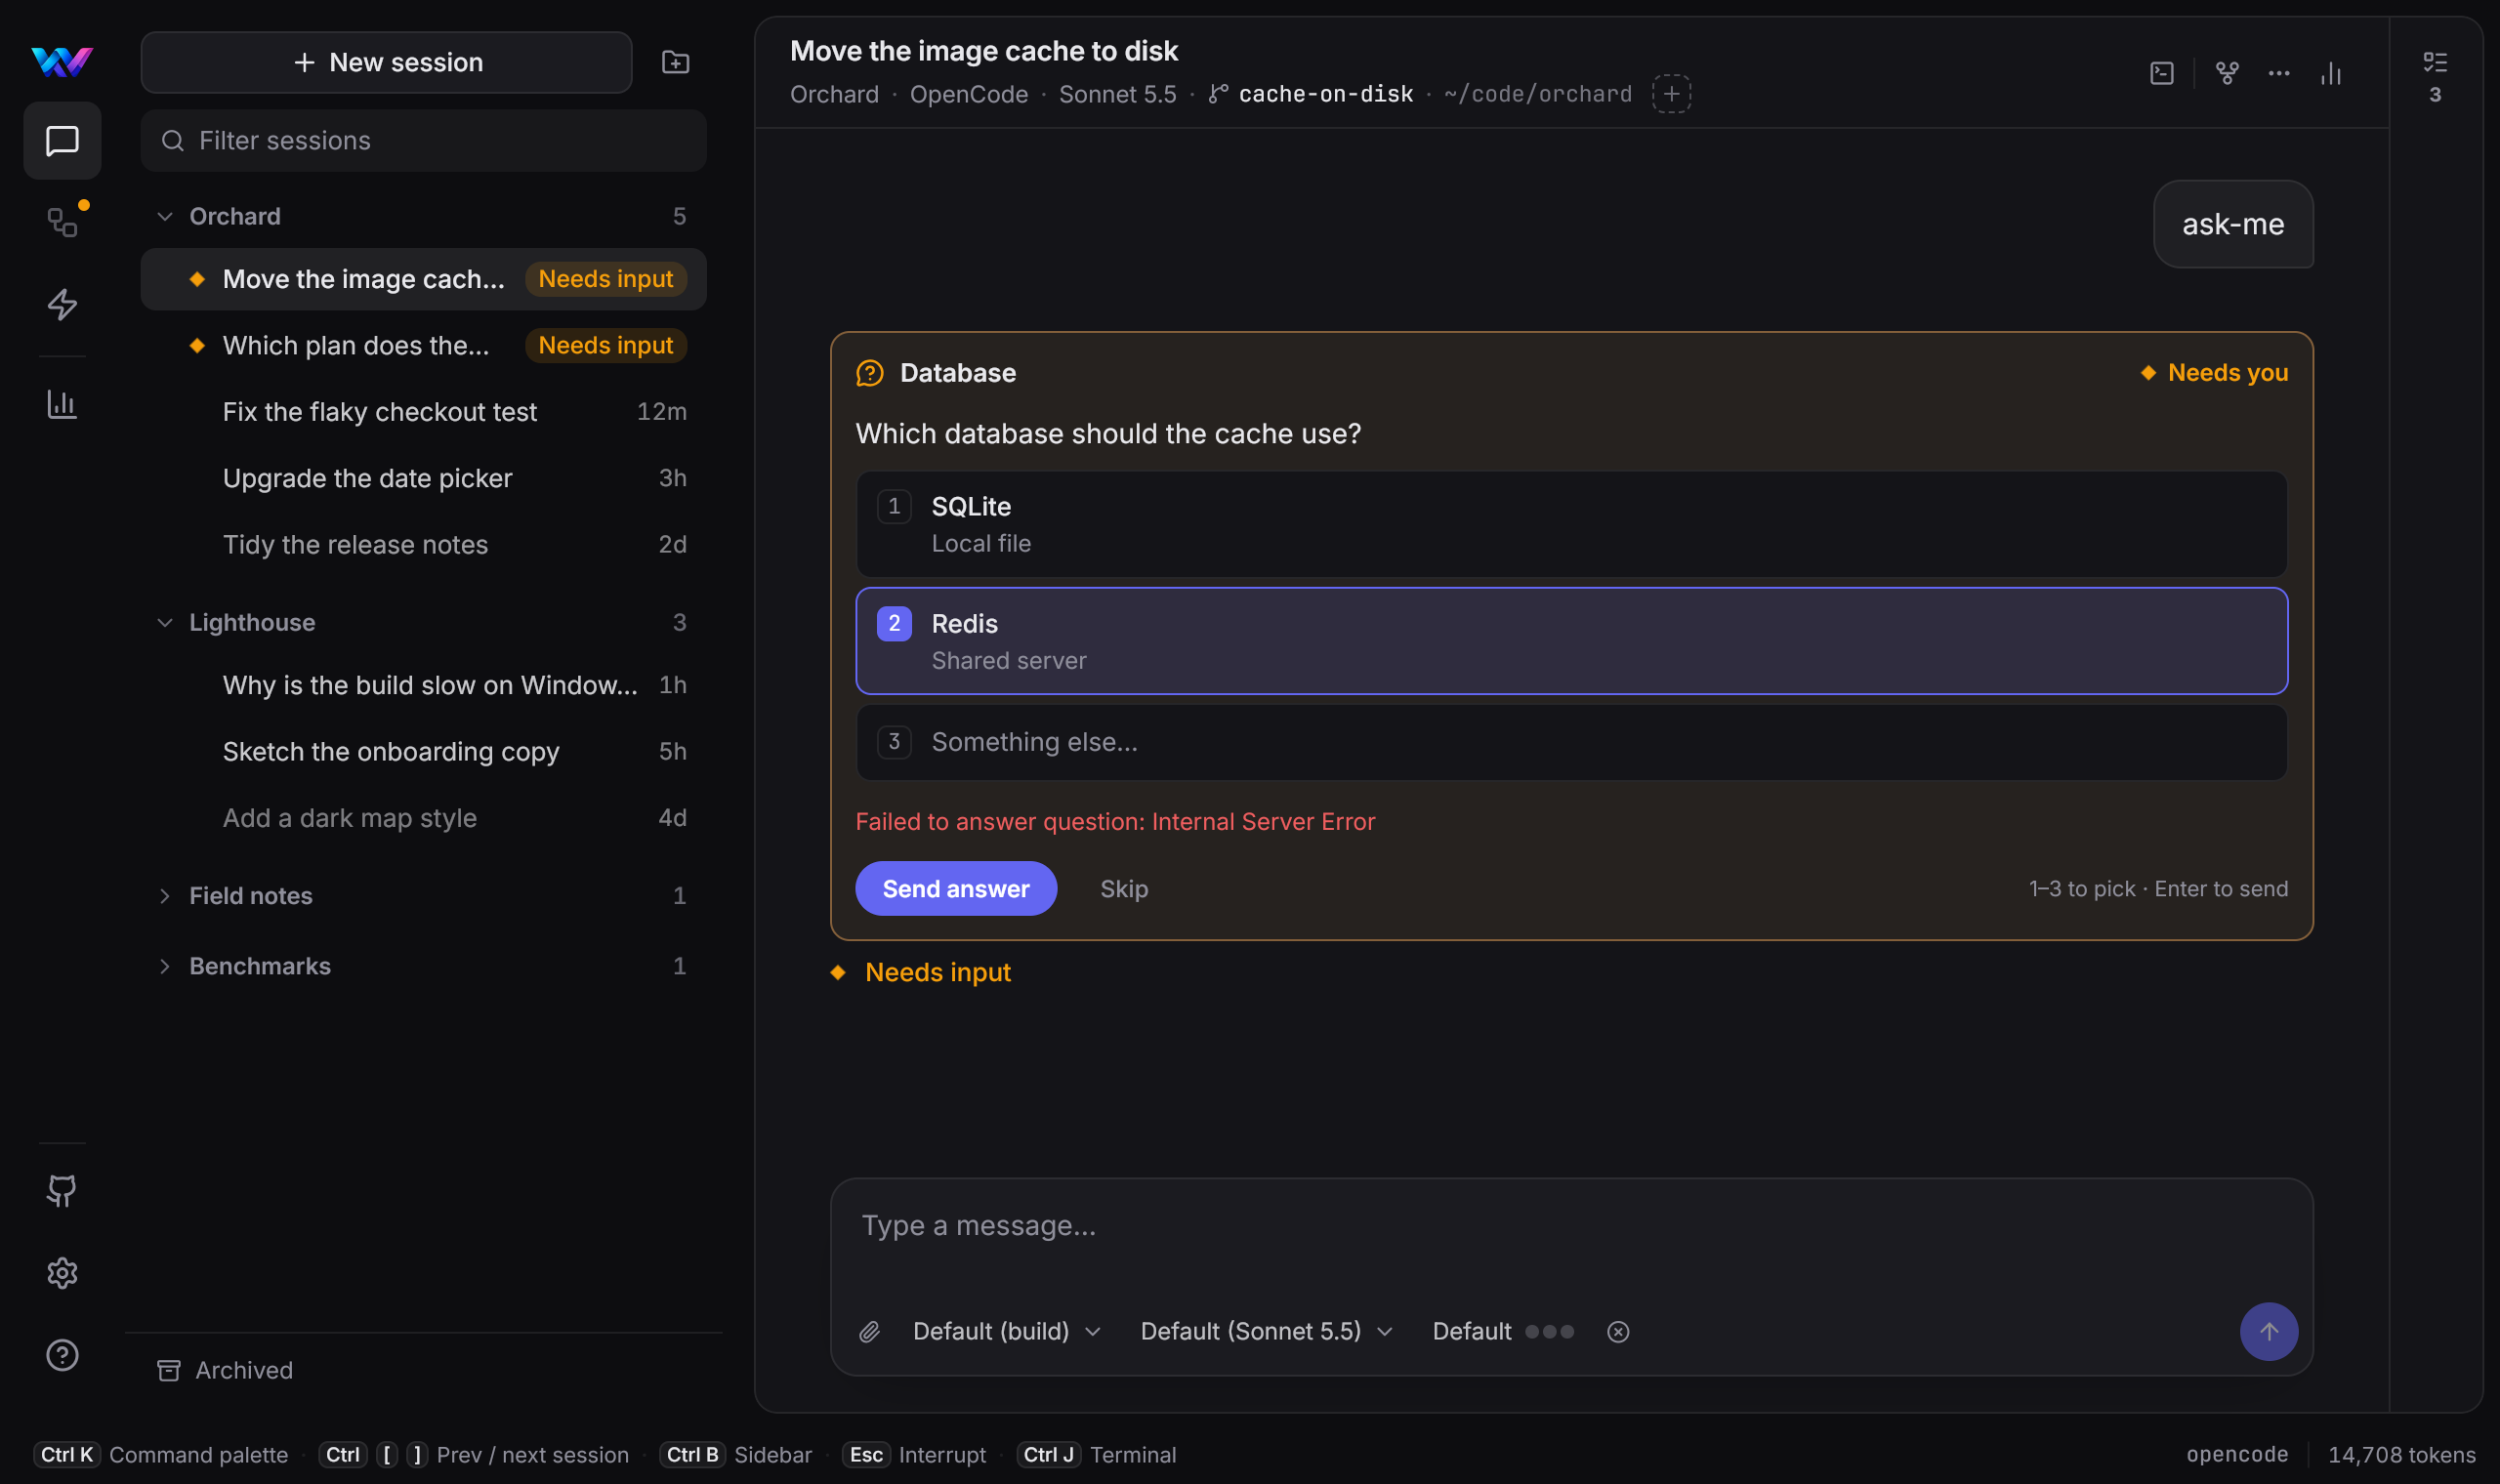 New session
Filter sessions
Orchard 5
Move the image cach... Needs input
Which plan does the... Needs input
Fix the flaky checkout test 12m
Upgrade the date picker 3h
Tidy the release notes 2d
Lighthouse 3
Why is the build slow on Window... 1h
Sketch the onboarding copy 5h
Add a dark map style 4d
Field notes 1
Benchmarks 1
Archived
Move the image cache to disk
Orchard · OpenCode · Sonnet 5.5 · cache-on-disk · ~/code/orchard
3
ask-me
Database Needs you
Which database should the cache use?
1 SQLite
Local file
2 Redis
Shared server
3 Something else...
Failed to answer question: Internal Server Error
Send answer Skip 1–3 to pick · Enter to send
Needs input
Type a message...
Default (build) Default (Sonnet 5.5) Default
Ctrl K Command palette · Ctrl [ ] Prev / next session · Ctrl B Sidebar · Esc Interrupt · Ctrl J Terminal
opencode 14,708 tokens